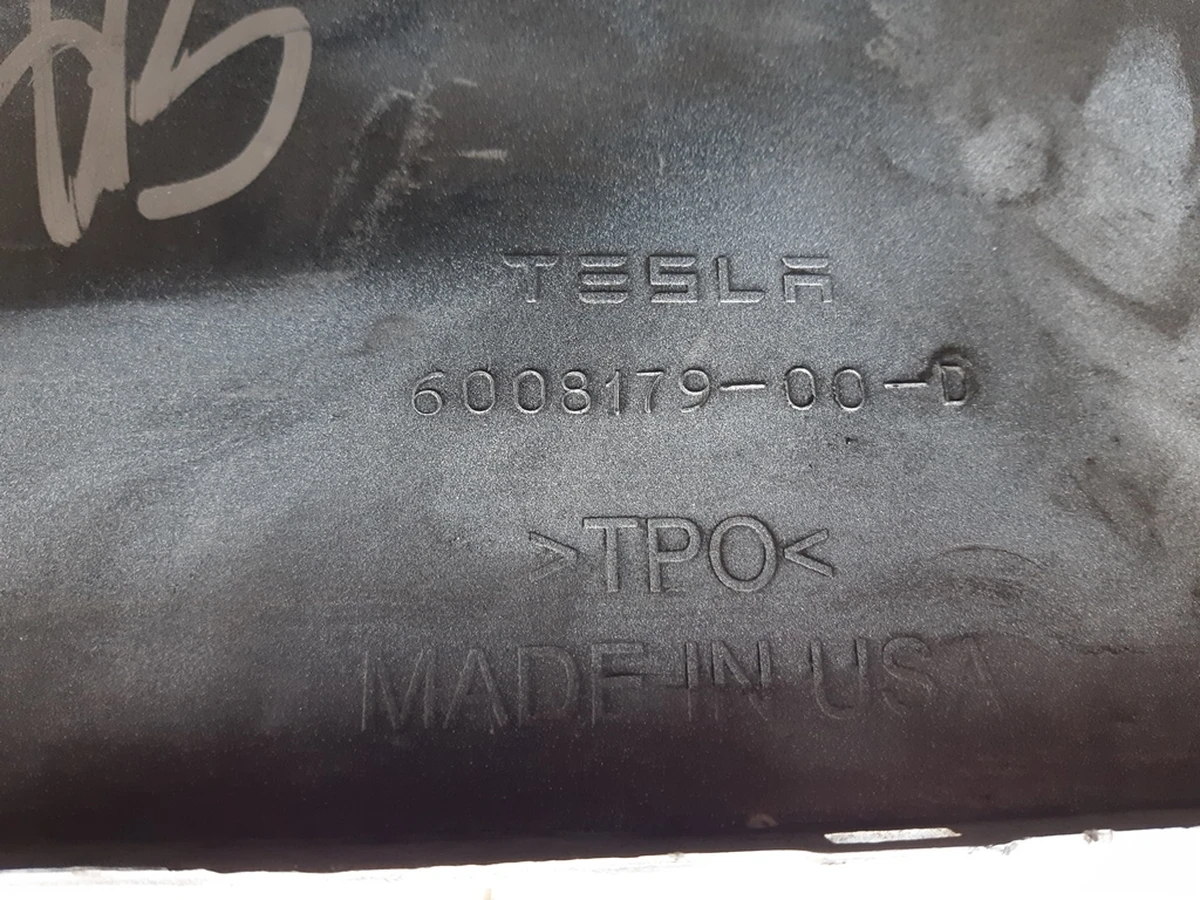 TESLA
6008179-00-D
>TPO<
MADE IN USA